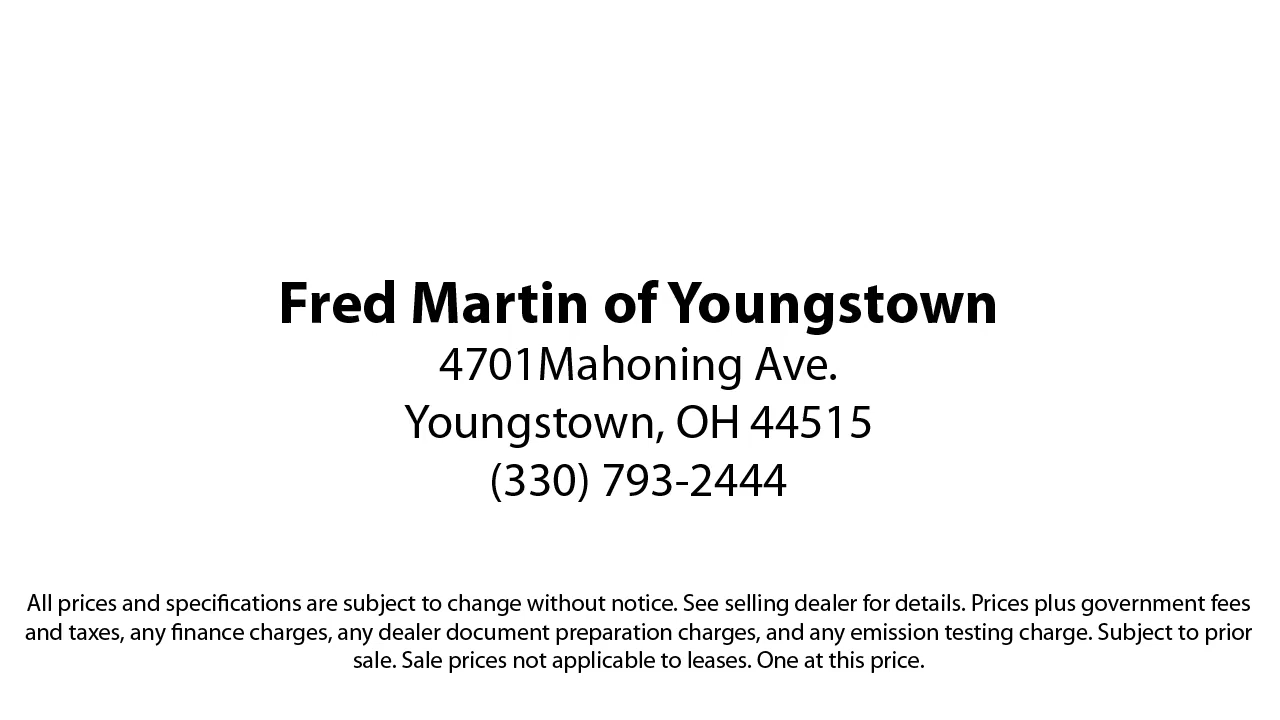 Fred Martin of Youngstown
4701Mahoning Ave.
Youngstown, OH 44515
(330) 793-2444
All prices and specifications are subject to change without notice. See selling dealer for details. Prices plus government fees
and taxes, any finance charges, any dealer document preparation charges, and any emission testing charge. Subject to prior
sale. Sale prices not applicable to leases. One at this price.